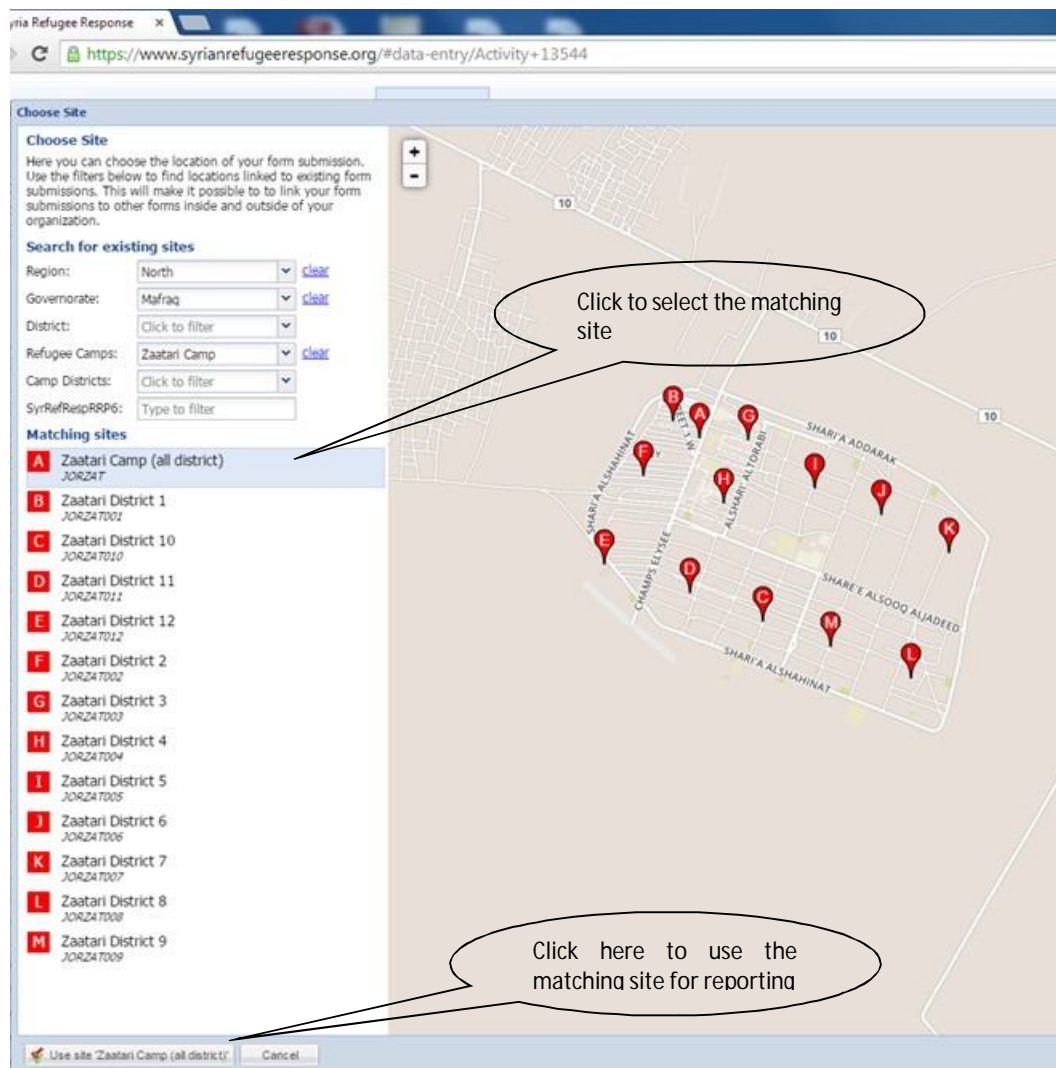 yria Refugee Response ×
https://www.syrianrefugeeresponse.org/#data-entry/Activity+13544
Choose Site
Choose Site
Here you can choose the location of your form submission.
Use the filters below to find locations linked to existing form
submissions. This will make it possible to to link your form
submissions to other forms inside and outside of your
organization.
Search for existing sites
Region: North clear
Governorate: Mafraq clear
District: Click to filter
Refugee Camps: Zaatari Camp clear
Camp Districts: Click to filter
SyrRefRespRRP6: Type to filter
Matching sites
A Zaatari Camp (all district)
JORZAT
B Zaatari District 1
JORZAT001
C Zaatari District 10
JORZAT010
D Zaatari District 11
JORZAT011
E Zaatari District 12
JORZAT012
F Zaatari District 2
JORZAT002
G Zaatari District 3
JORZAT003
H Zaatari District 4
JORZAT004
I Zaatari District 5
JORZAT005
J Zaatari District 6
JORZAT006
K Zaatari District 7
JORZAT007
L Zaatari District 8
JORZAT008
M Zaatari District 9
JORZAT009
Use site 'Zaatari Camp (all district)'. Cancel
+
-
10
Click to select the matching
site
10
10
B
A
G
F
H
I
J
K
E
D
C
M
L
SHARI'A ADDARAK
SHARI'A ALSHAHINAT
ALSHARI' ALTORABI
CHAMPS ELYSEE
SHARE'E ALSOOQ ALJADEED
SHARI'A ALSHAHINAT
Click here to use the
matching site for reporting